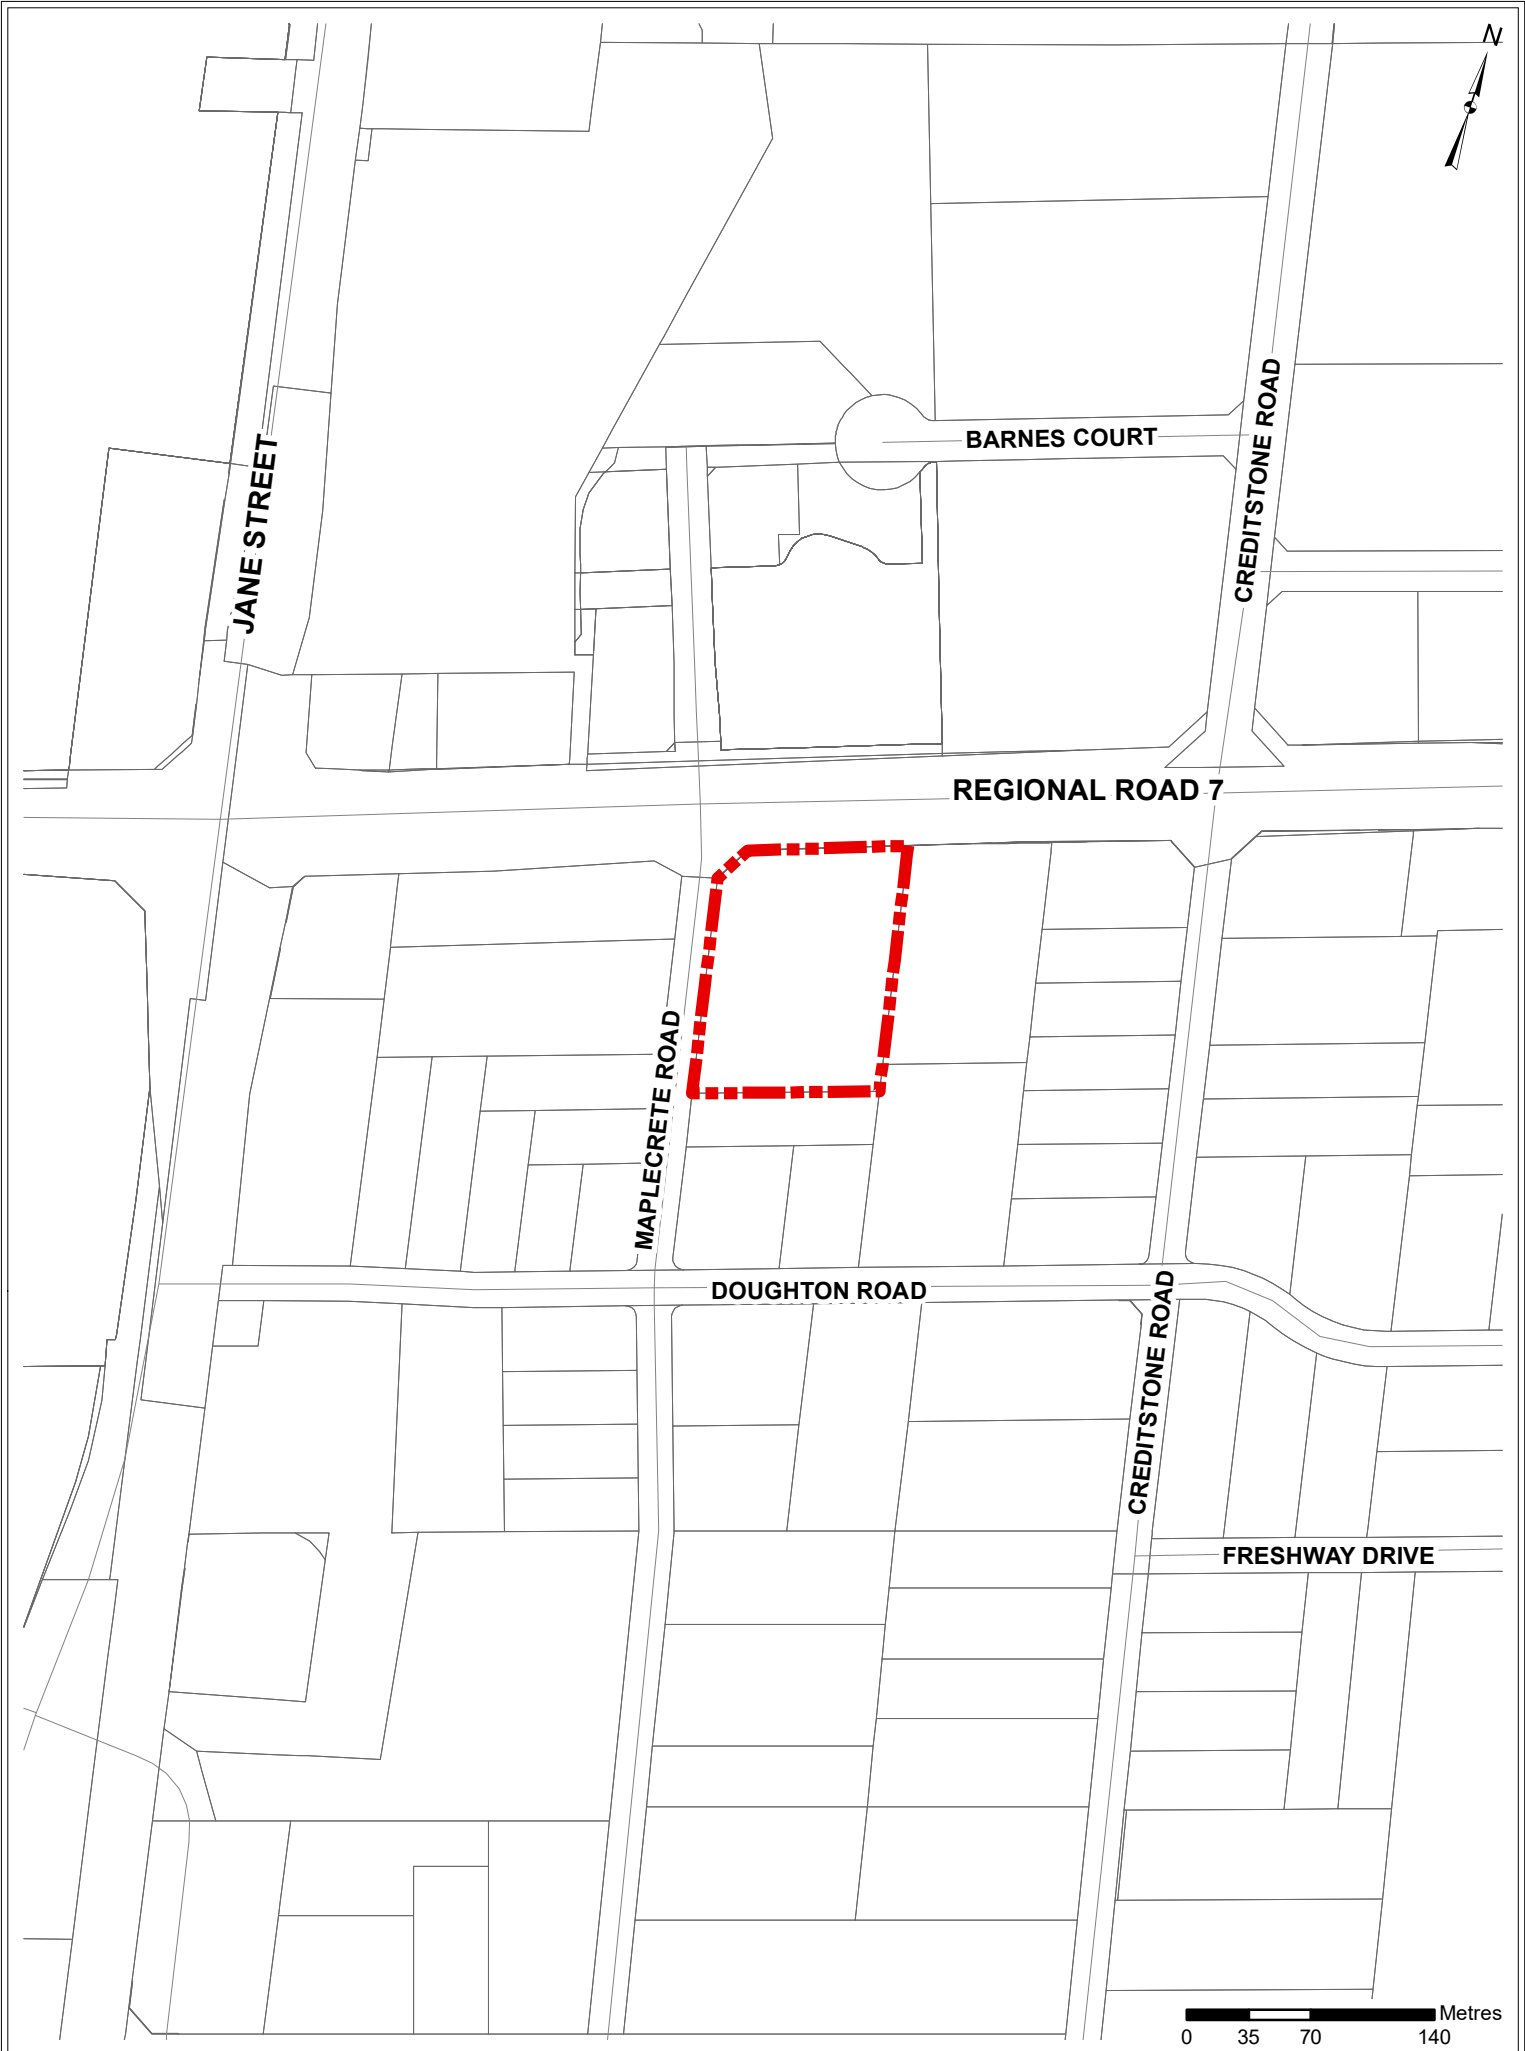 N
BARNES COURT
CREDITSTONE ROAD
JANE STREET
REGIONAL ROAD 7
MAPLECRETE ROAD
DOUGHTON ROAD
CREDITSTONE ROAD
FRESHWAY DRIVE
Metres
0 35 70 140